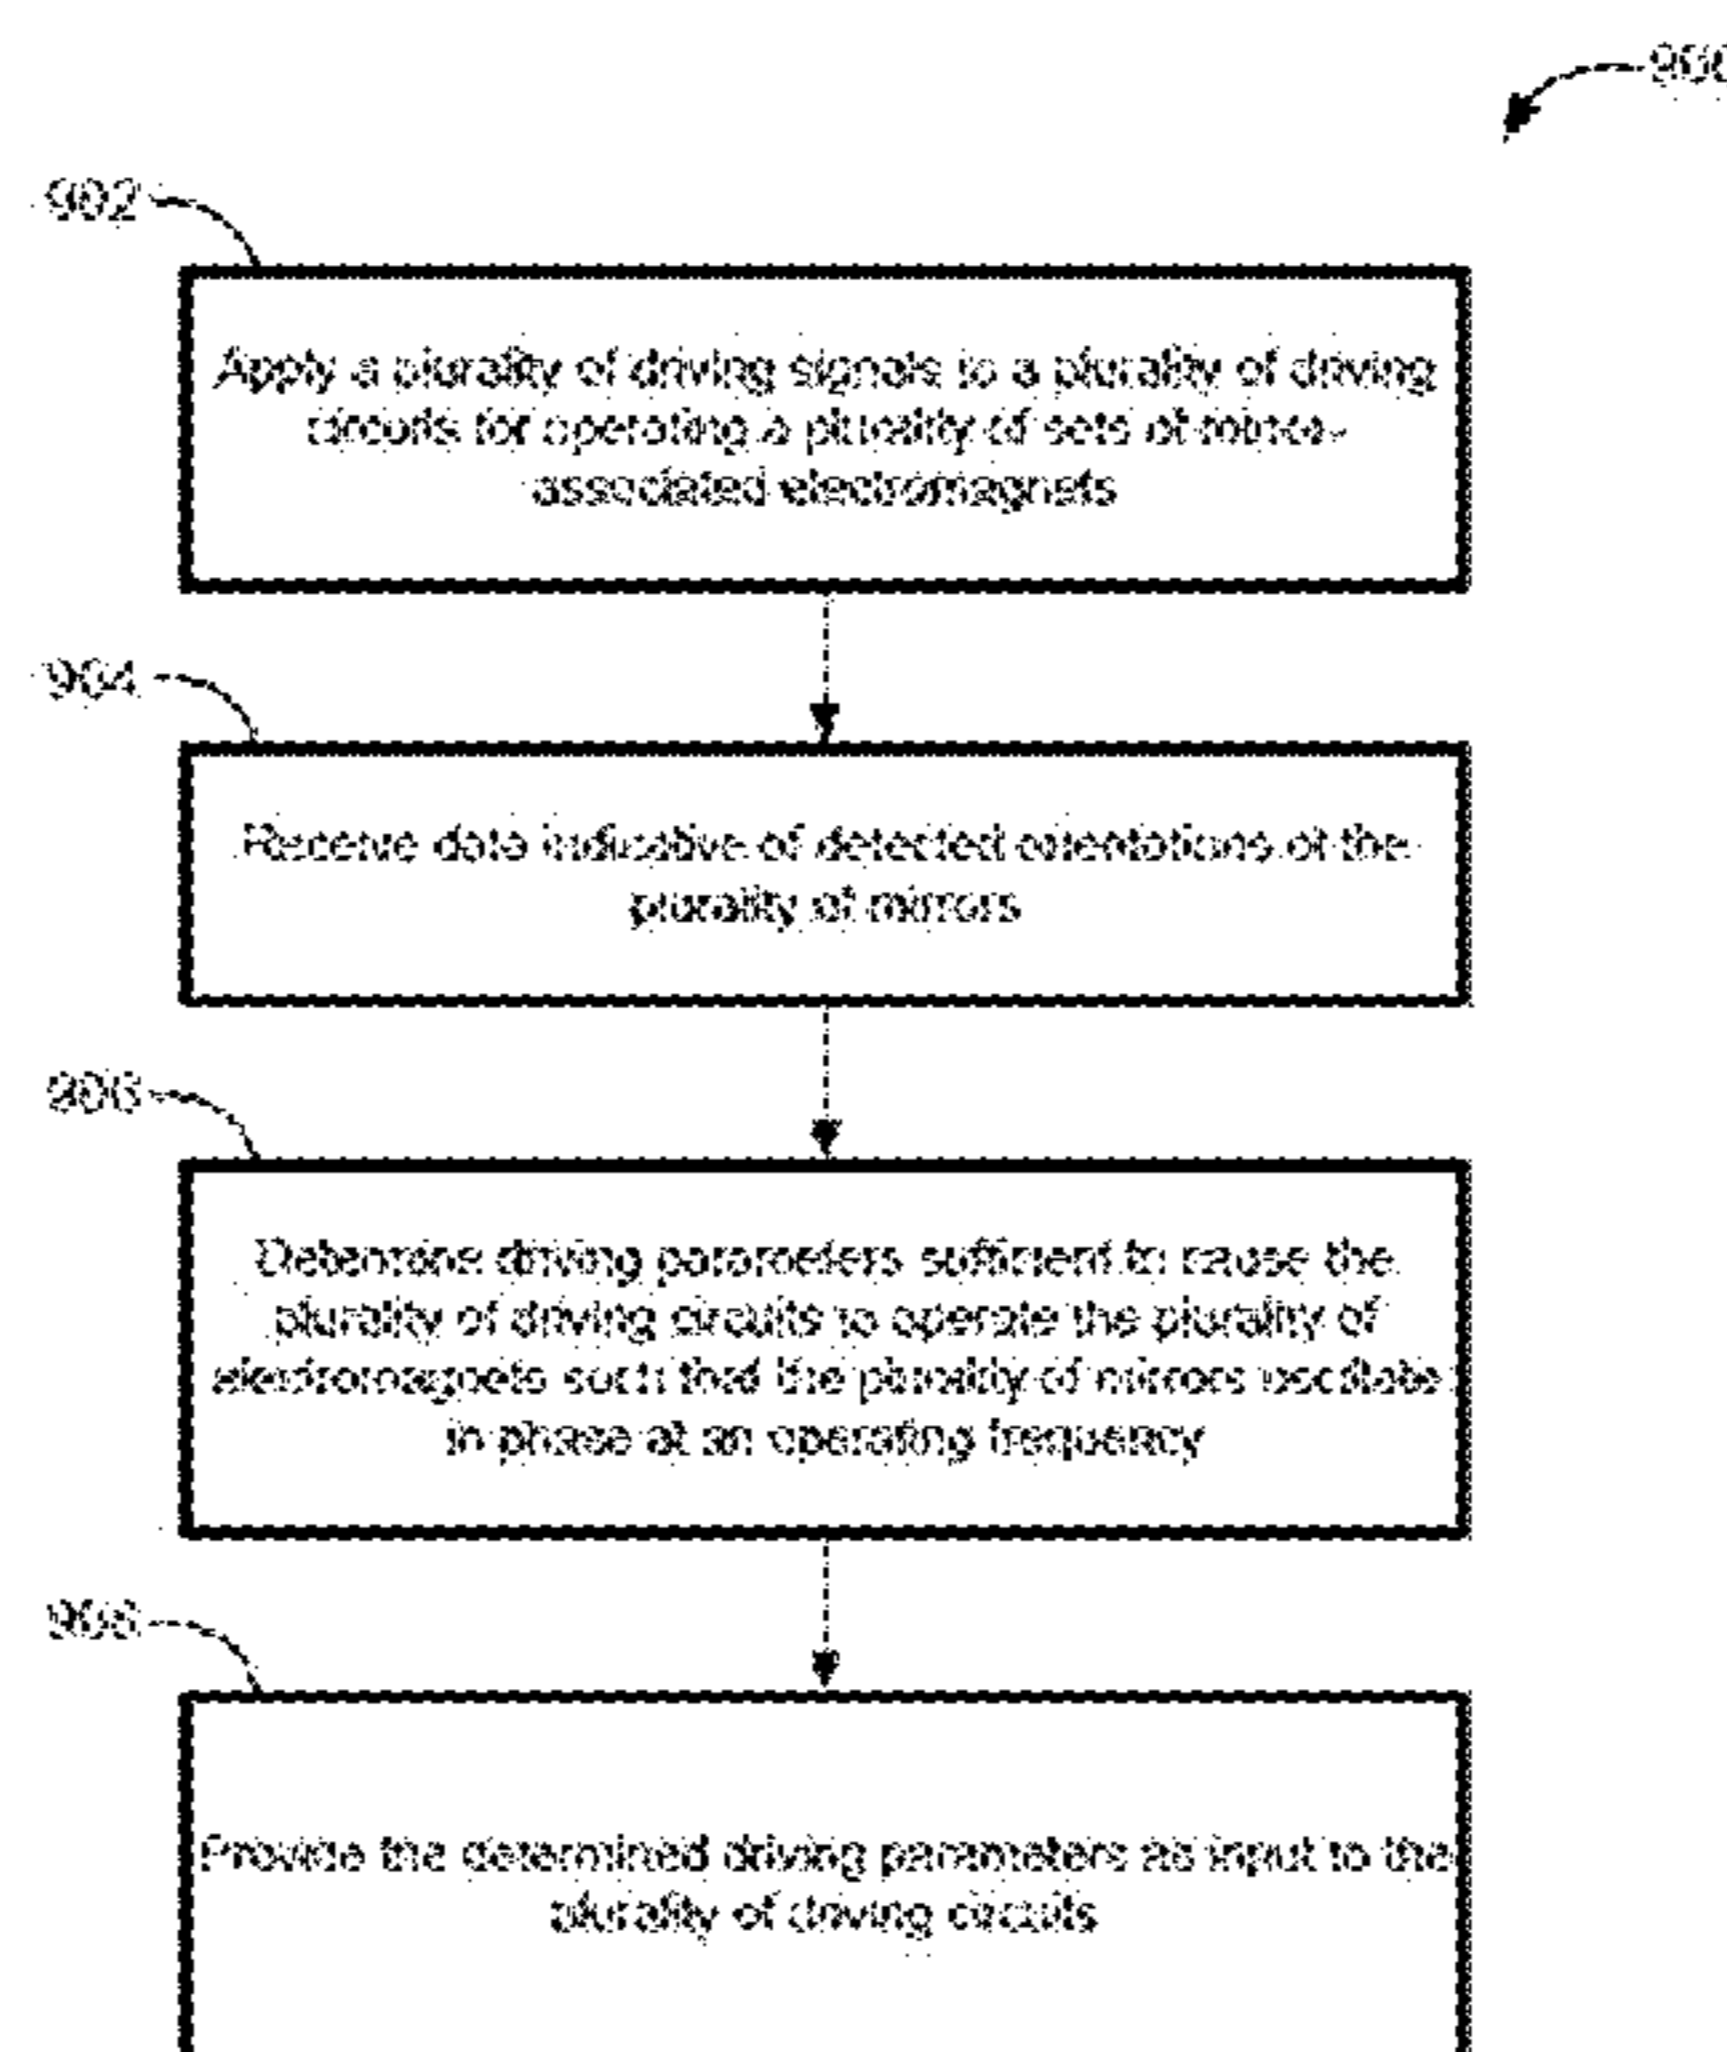 900
902
Apply a plurality of driving signals to a plurality of driving
circuits for operating a plurality of sets of mirror-
associated electromagnets
904
Receive data indicative of detected orientations of the
plurality of mirrors
906
Determine driving parameters sufficient to cause the
plurality of driving circuits to operate the plurality of
electromagnets such that the plurality of mirrors oscillate
in phase at an operating frequency
908
Provide the determined driving parameters as input to the
plurality of driving circuits